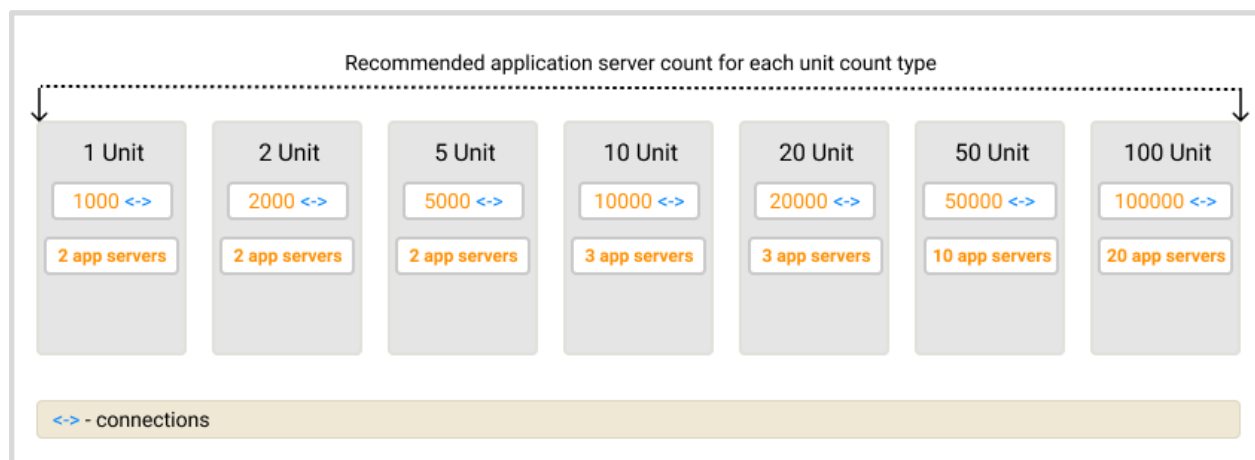 Recommended application server count for each unit count type
1 Unit
1000 <->
2 app servers
2 Unit
2000 <->
2 app servers
5 Unit
5000 <->
2 app servers
10 Unit
10000 <->
3 app servers
20 Unit
20000 <->
3 app servers
50 Unit
50000 <->
10 app servers
100 Unit
100000 <->
20 app servers
<-> - connections